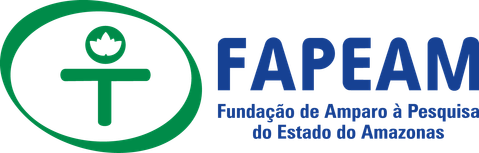 FAPEAM
Fundação de Amparo à Pesquisa
do Estado do Amazonas